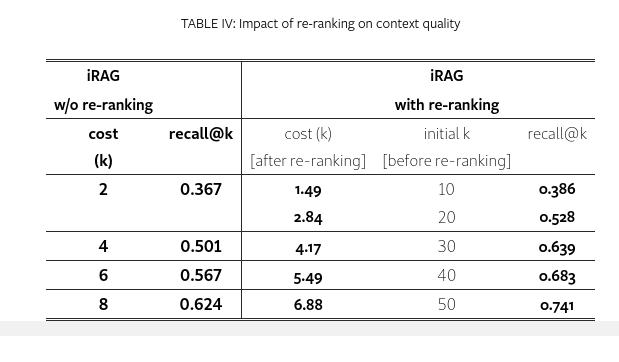 TABLE IV: Impact of re-ranking on context quality
iRAG iRAG
w/o re-ranking with re-ranking
cost recall@k cost (k) initial k recall@k
(k) [after re-ranking] [before re-ranking]
2 0.367 1.49 10 0.386
2.84 20 0.528
4 0.501 4.17 30 0.639
6 0.567 5.49 40 0.683
8 0.624 6.88 50 0.741